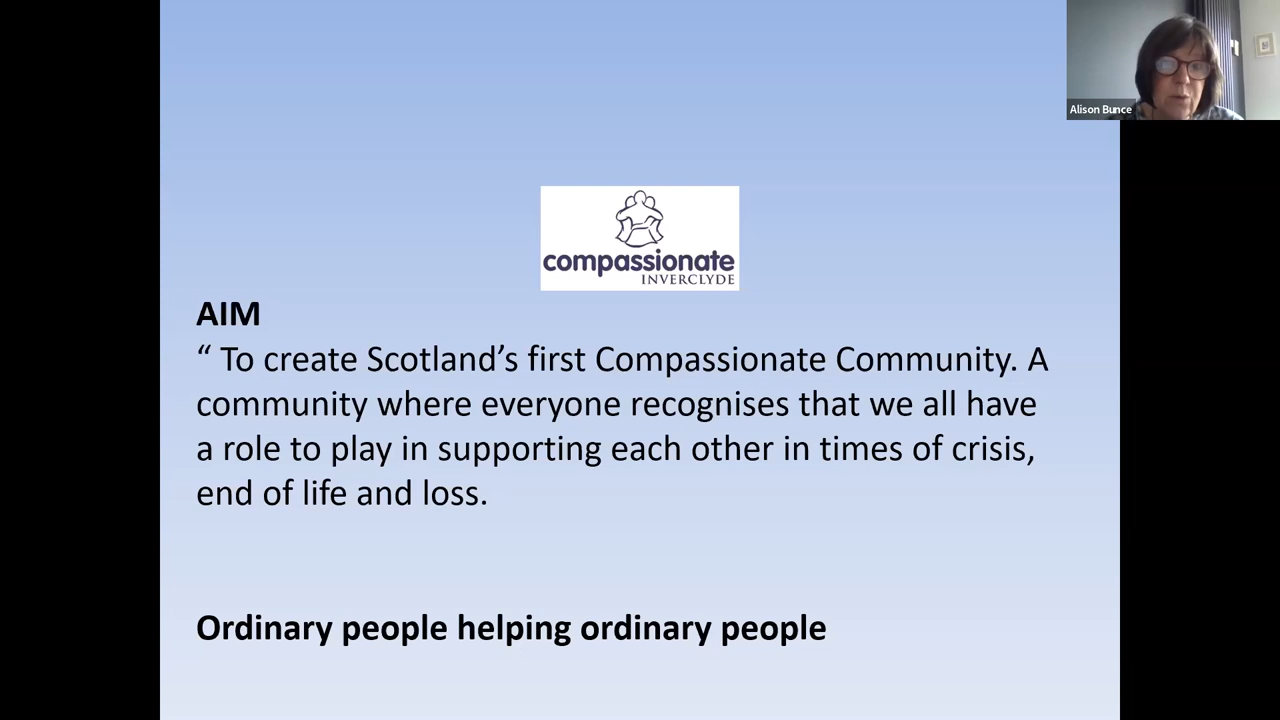 Alison Bunce
compassionate
INVERCLYDE
AIM
“ To create Scotland’s first Compassionate Community. A
community where everyone recognises that we all have
a role to play in supporting each other in times of crisis,
end of life and loss.
Ordinary people helping ordinary people